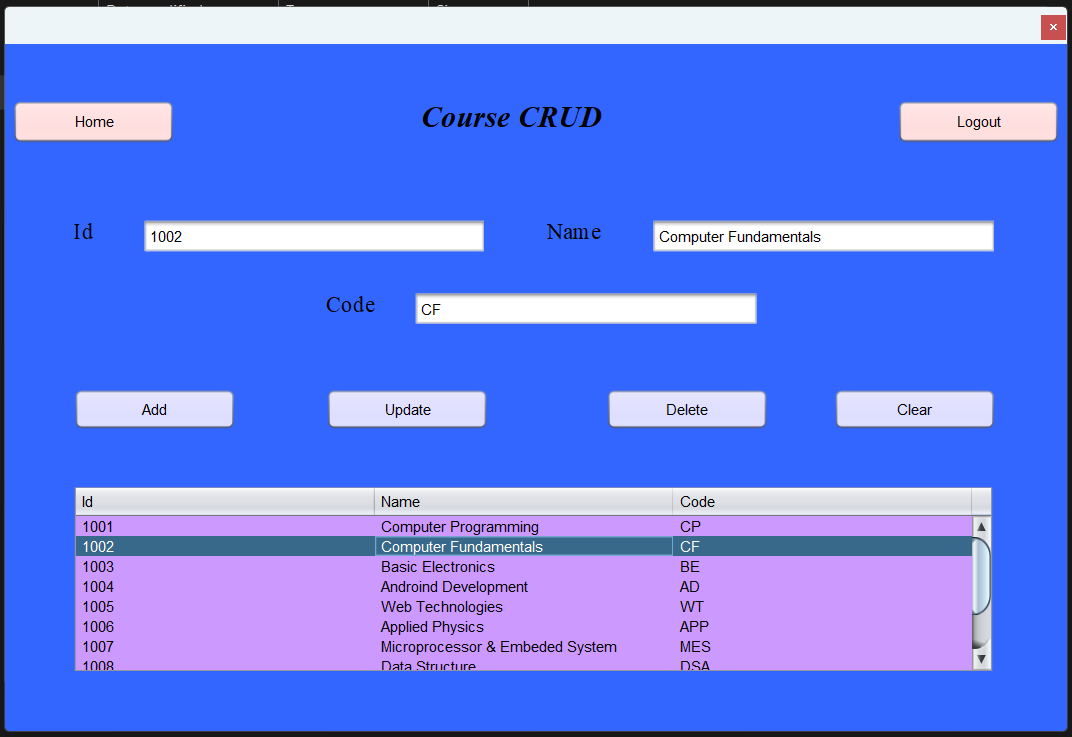 ×
Home Course CRUD Logout
Id 1002 Name Computer Fundamentals
Code CF
Add Update Delete Clear
Id Name Code
1001 Computer Programming CP
1002 Computer Fundamentals CF
1003 Basic Electronics BE
1004 Androind Development AD
1005 Web Technologies WT
1006 Applied Physics APP
1007 Microprocessor & Embeded System MES
1008 Data Structure DSA